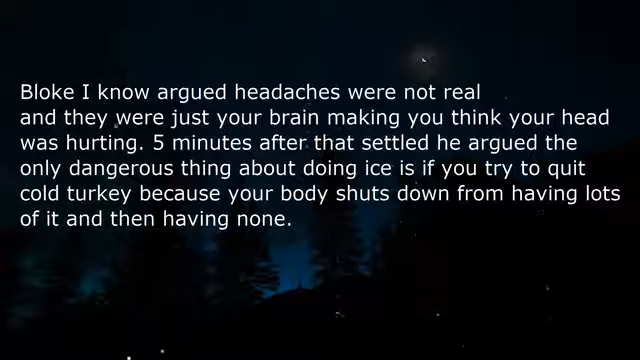 Bloke I know argued headaches were not real
and they were just your brain making you think your head
was hurting. 5 minutes after that settled he argued the
only dangerous thing about doing ice is if you try to quit
cold turkey because your body shuts down from having lots
of it and then having none.